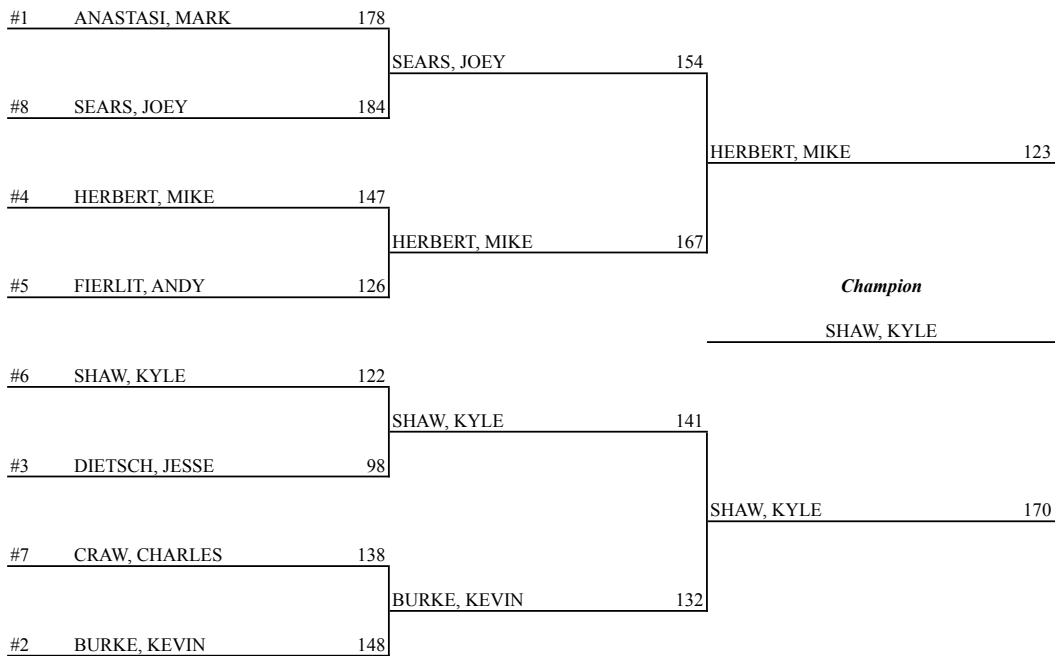 #1 ANASTASI, MARK 178
SEARS, JOEY 154
#8 SEARS, JOEY 184
HERBERT, MIKE 123
#4 HERBERT, MIKE 147
HERBERT, MIKE 167
#5 FIERLIT, ANDY 126
Champion
SHAW, KYLE
#6 SHAW, KYLE 122
SHAW, KYLE 141
#3 DIETSCH, JESSE 98
SHAW, KYLE 170
#7 CRAW, CHARLES 138
BURKE, KEVIN 132
#2 BURKE, KEVIN 148